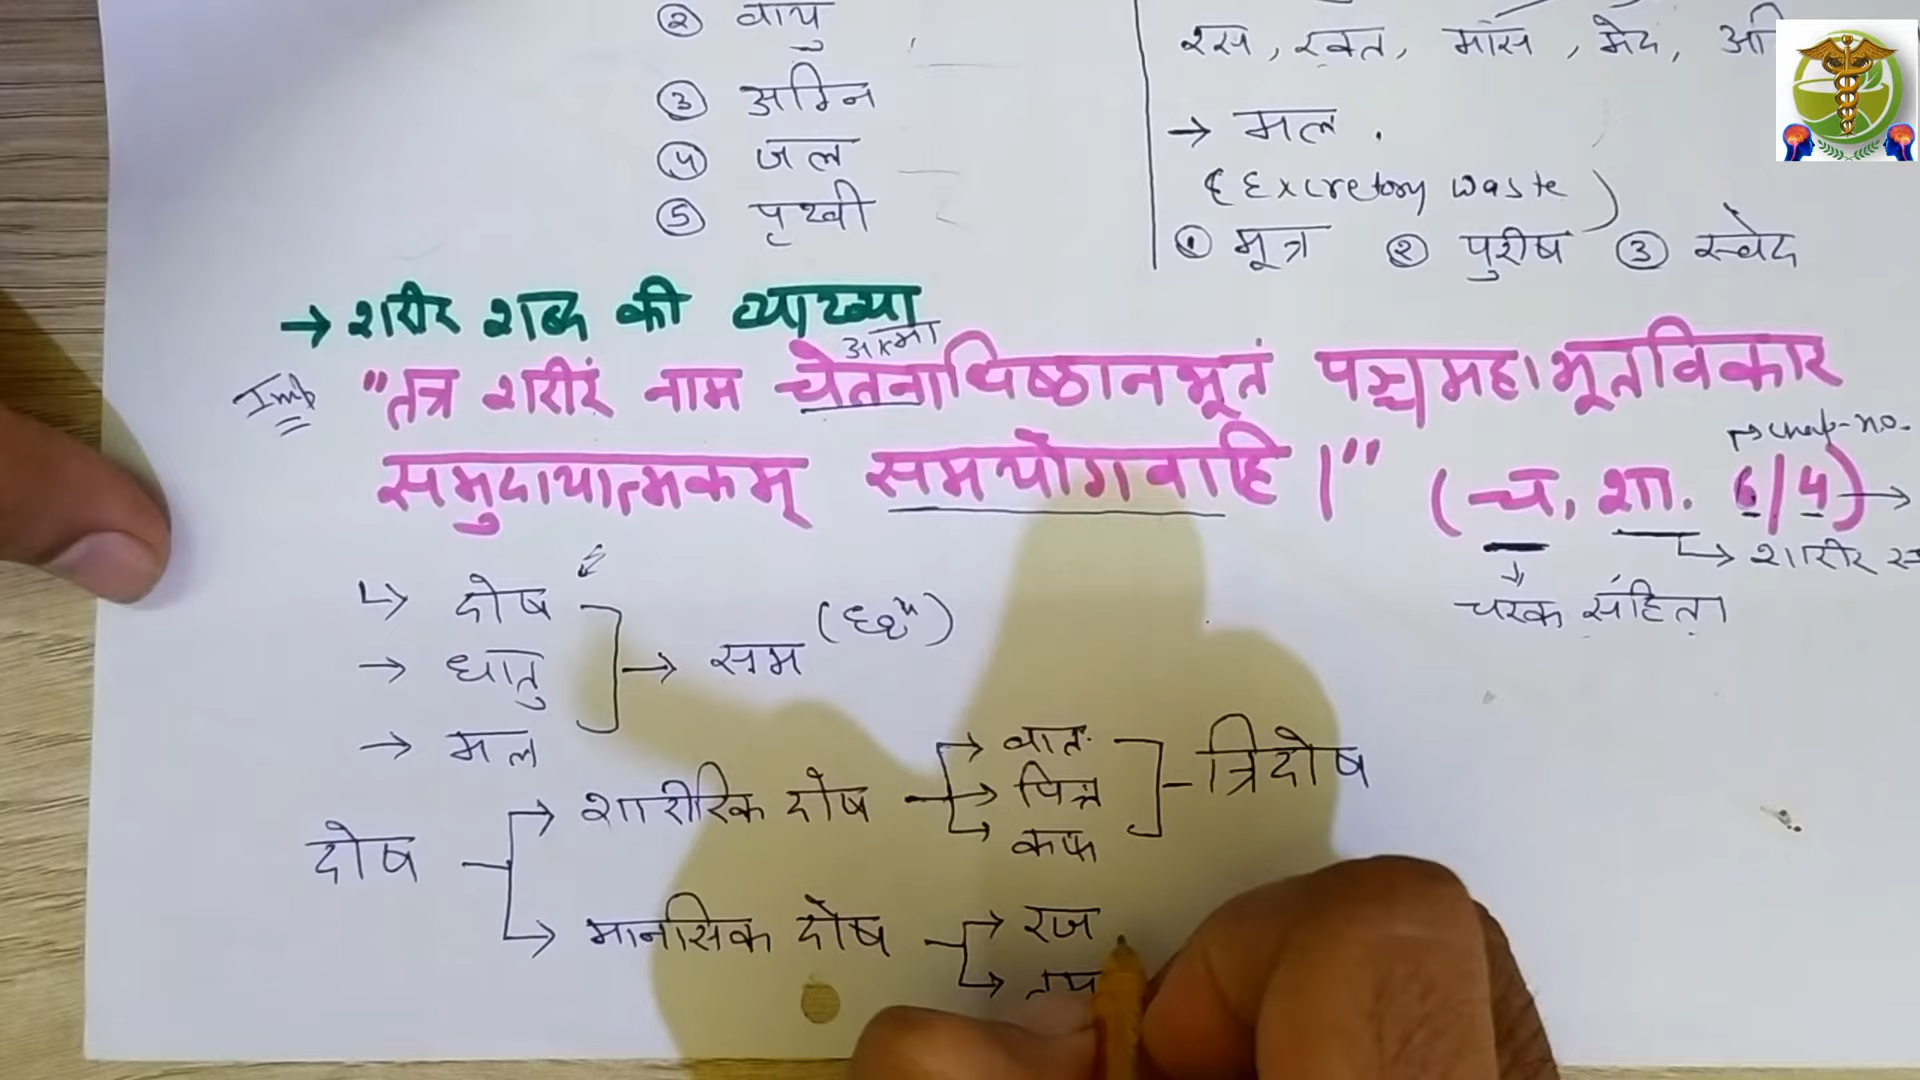 ② वायु
③ अग्नि
④ जल
⑤ पृथ्वी
रस, रक्त, मांस, मेद,
→ मल.
(Excretory waste)
① मूत्र ② पुरीष ③ स्वेद
→ शरीर शब्द की व्याख्या
आत्मा
Imp "तत्र शरीरं नाम चेतनाधिष्ठानभूतं पञ्चमहाभूतविकार
समुदायात्मकम् समयोगवाहि।" (च. शा. 6/4) →
→ chap-no.
→ शारीर
चरक संहिता
→ दोष
→ धातु
→ मल
→ सम
दोष
→ शारीरिक दोष
→ वात
→ पित्त
→ कफ
त्रिदोष
→ मानसिक दोष
→ रज
→